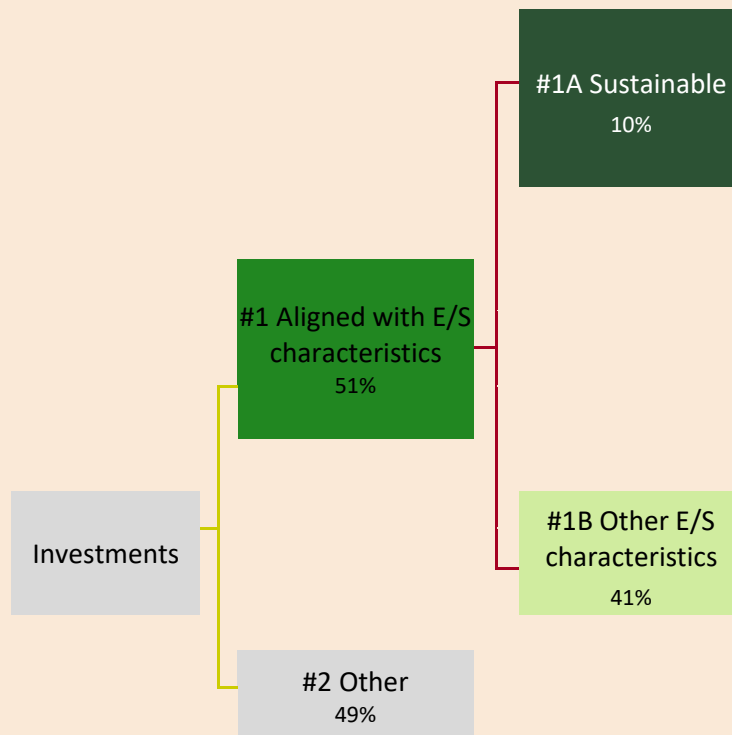 #1A Sustainable
10%
#1 Aligned with E/S
characteristics
51%
Investments
#1B Other E/S
characteristics
41%
#2 Other
49%